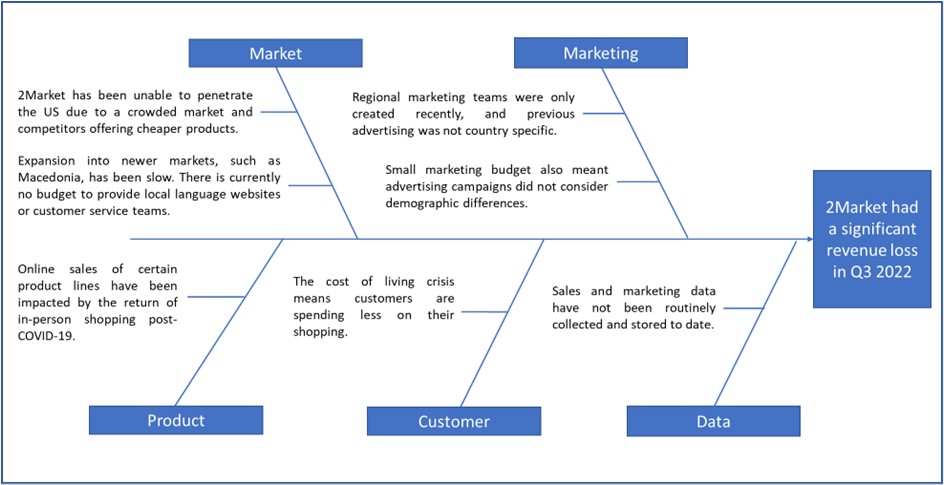 Market
Marketing
2Market has been unable to penetrate
the US due to a crowded market and
competitors offering cheaper products.
Expansion into newer markets, such as
Macedonia, has been slow. There is currently
no budget to provide local language websites
or customer service teams.
Regional marketing teams were only
created recently, and previous
advertising was not country specific.
Small marketing budget also meant
advertising campaigns did not consider
demographic differences.
2Market had
a significant
revenue loss
in Q3 2022
Online sales of certain
product lines have been
impacted by the return of
in-person shopping post-
COVID-19.
The cost of living crisis
means customers are
spending less on their
shopping.
Sales and marketing data
have not been routinely
collected and stored to date.
Product
Customer
Data